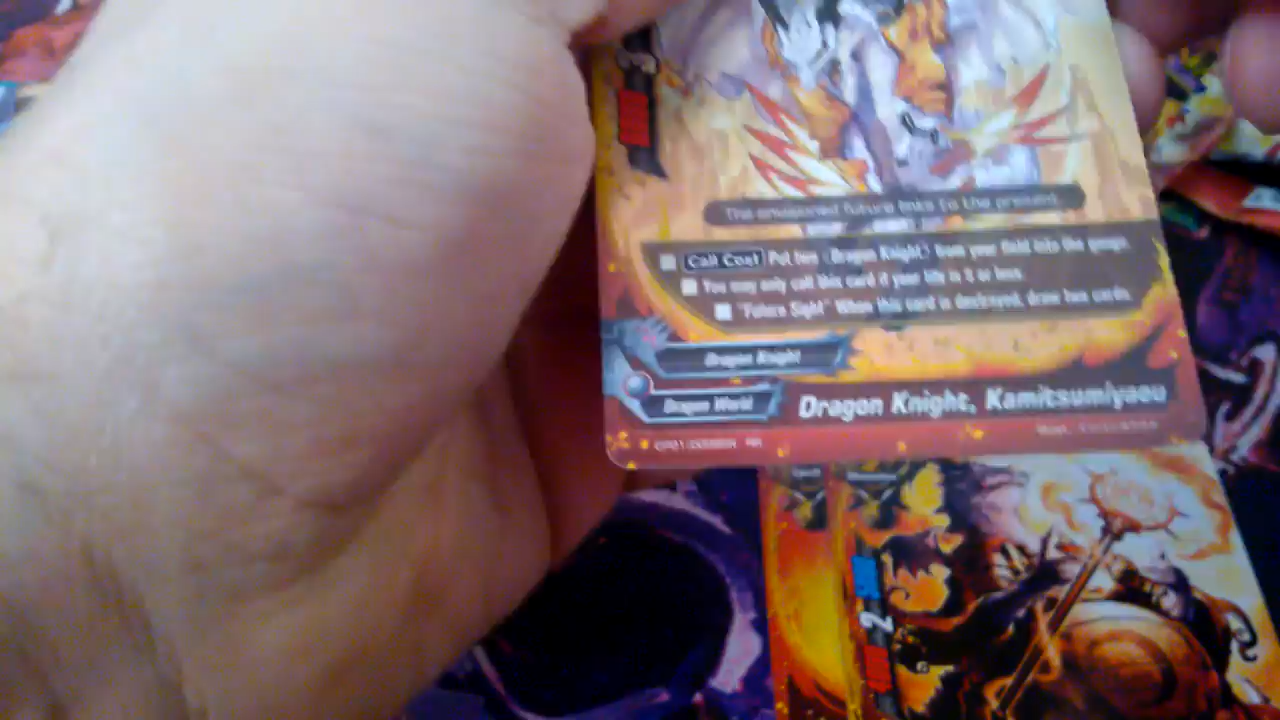 The envisioned future links to the present.
Call Cost Put two 《Dragon Knight》 from your field into the gauge.
You may only call this card if your life is 3 or less.
"Future Sight" When this card is destroyed, draw two cards.
Dragon Knight
Dragon World
Dragon Knight, Kamitsumiyaou
2